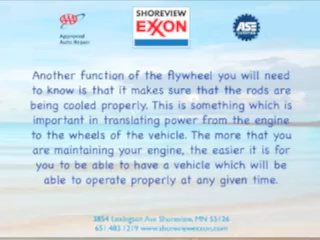 AAA
Approved
Auto Repair
SHOREVIEW
EXXON
ASE
Another function of the flywheel you will need
to know is that it makes sure that the rods are
being cooled properly. This is something which is
important in translating power from the engine
to the wheels of the vehicle. The more that you
are maintaining your engine, the easier it is for
you to be able to have a vehicle which will be
able to operate properly at any given time.
3854 Lexington Ave Shoreview, MN 55126
651.483.1219 www.shoreviewexxon.com